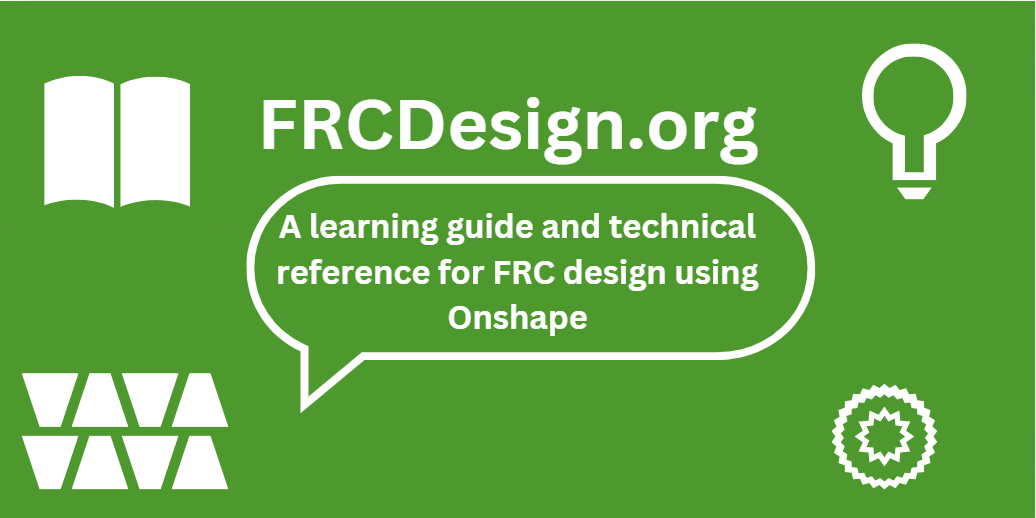 FRCDesign.org
A learning guide and technical
reference for FRC design using
Onshape